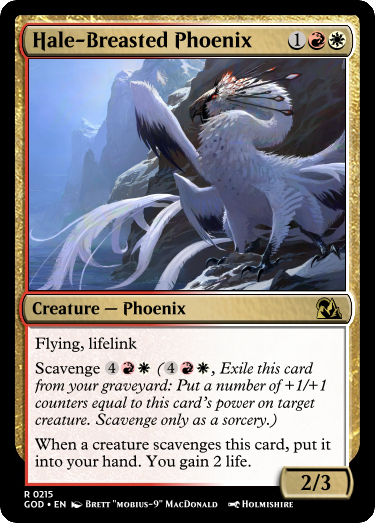 Hale-Breasted Phoenix 1
Creature — Phoenix
Flying, lifelink
Scavenge 4 (4, Exile this card
from your graveyard: Put a number of +1/+1
counters equal to this card's power on target
creature. Scavenge only as a sorcery.)
When a creature scavenges this card, put it
into your hand. You gain 2 life.
2/3
R 0215
GOD • EN Brett "mobius-9" MacDonald Holmishire